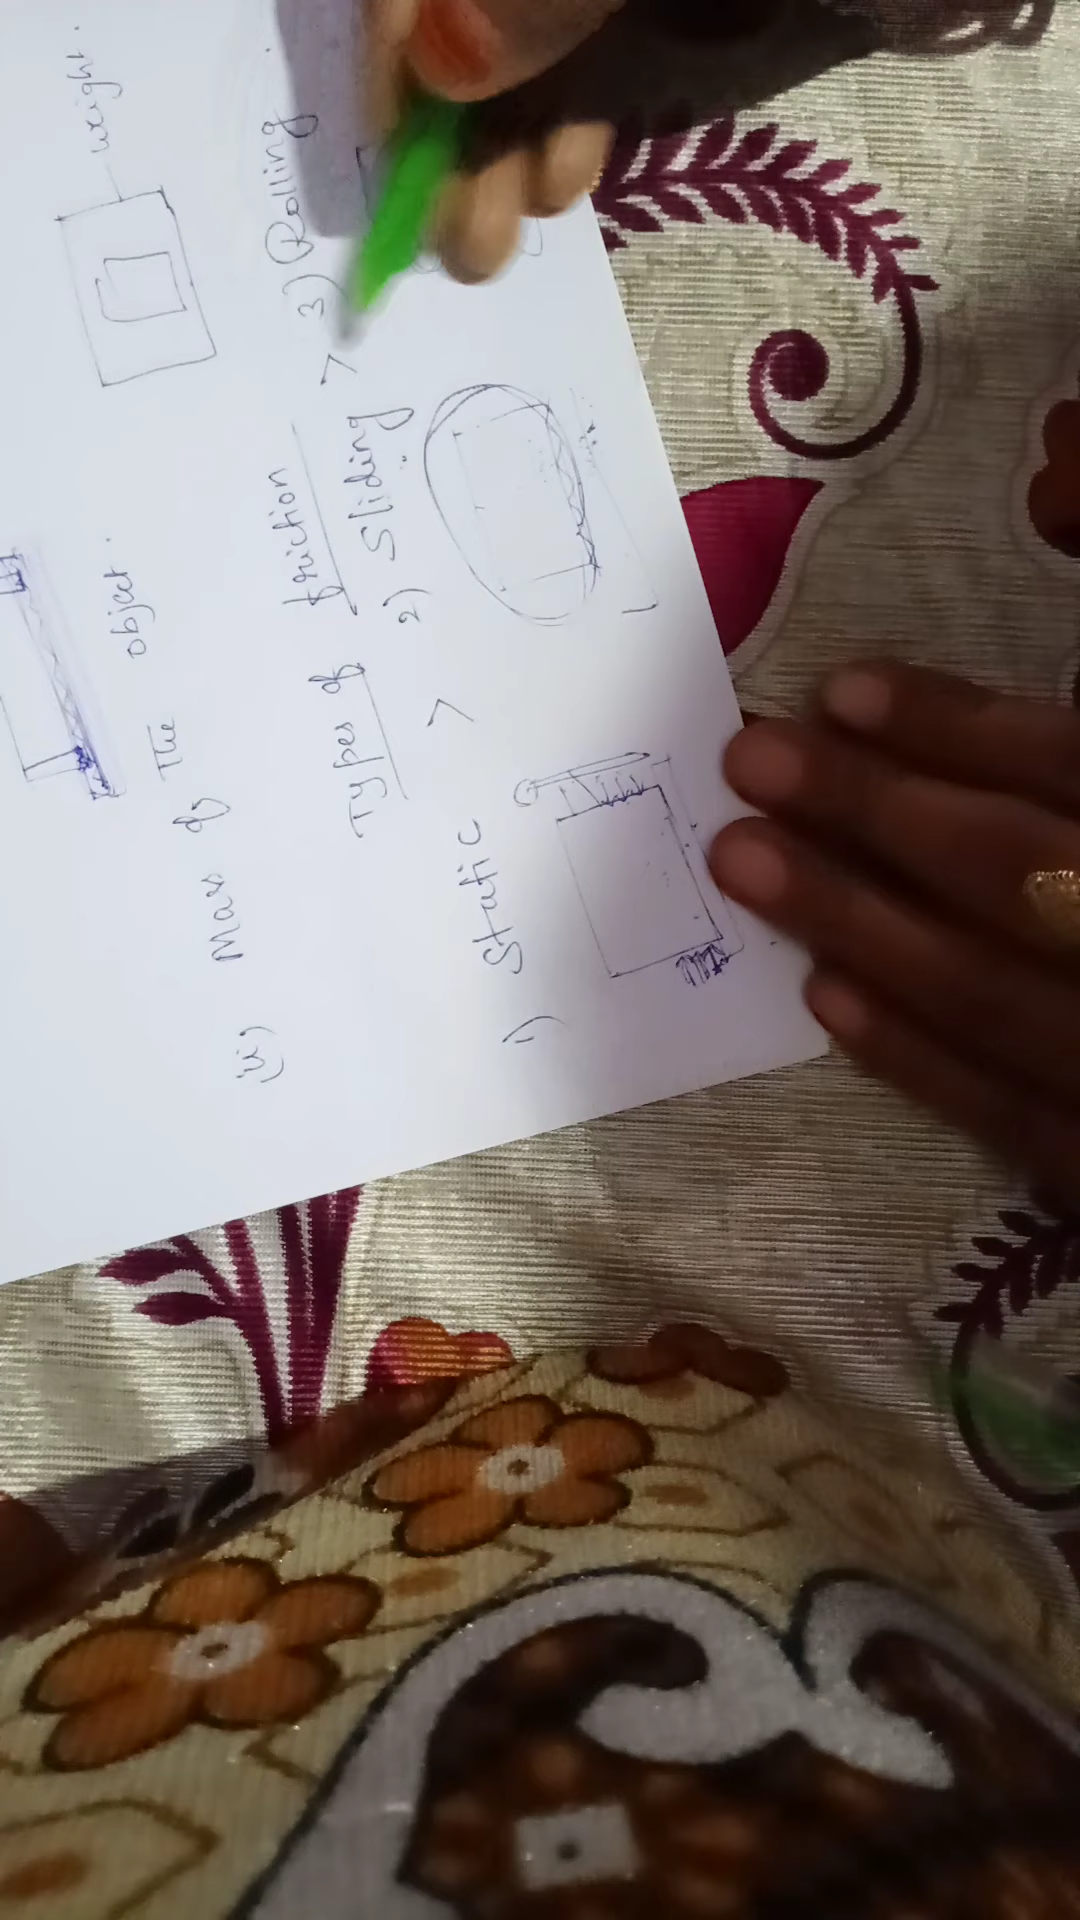 weight.
(ii) Mass of The object.
Types of friction
1) Static > 2) Sliding > 3) Rolling